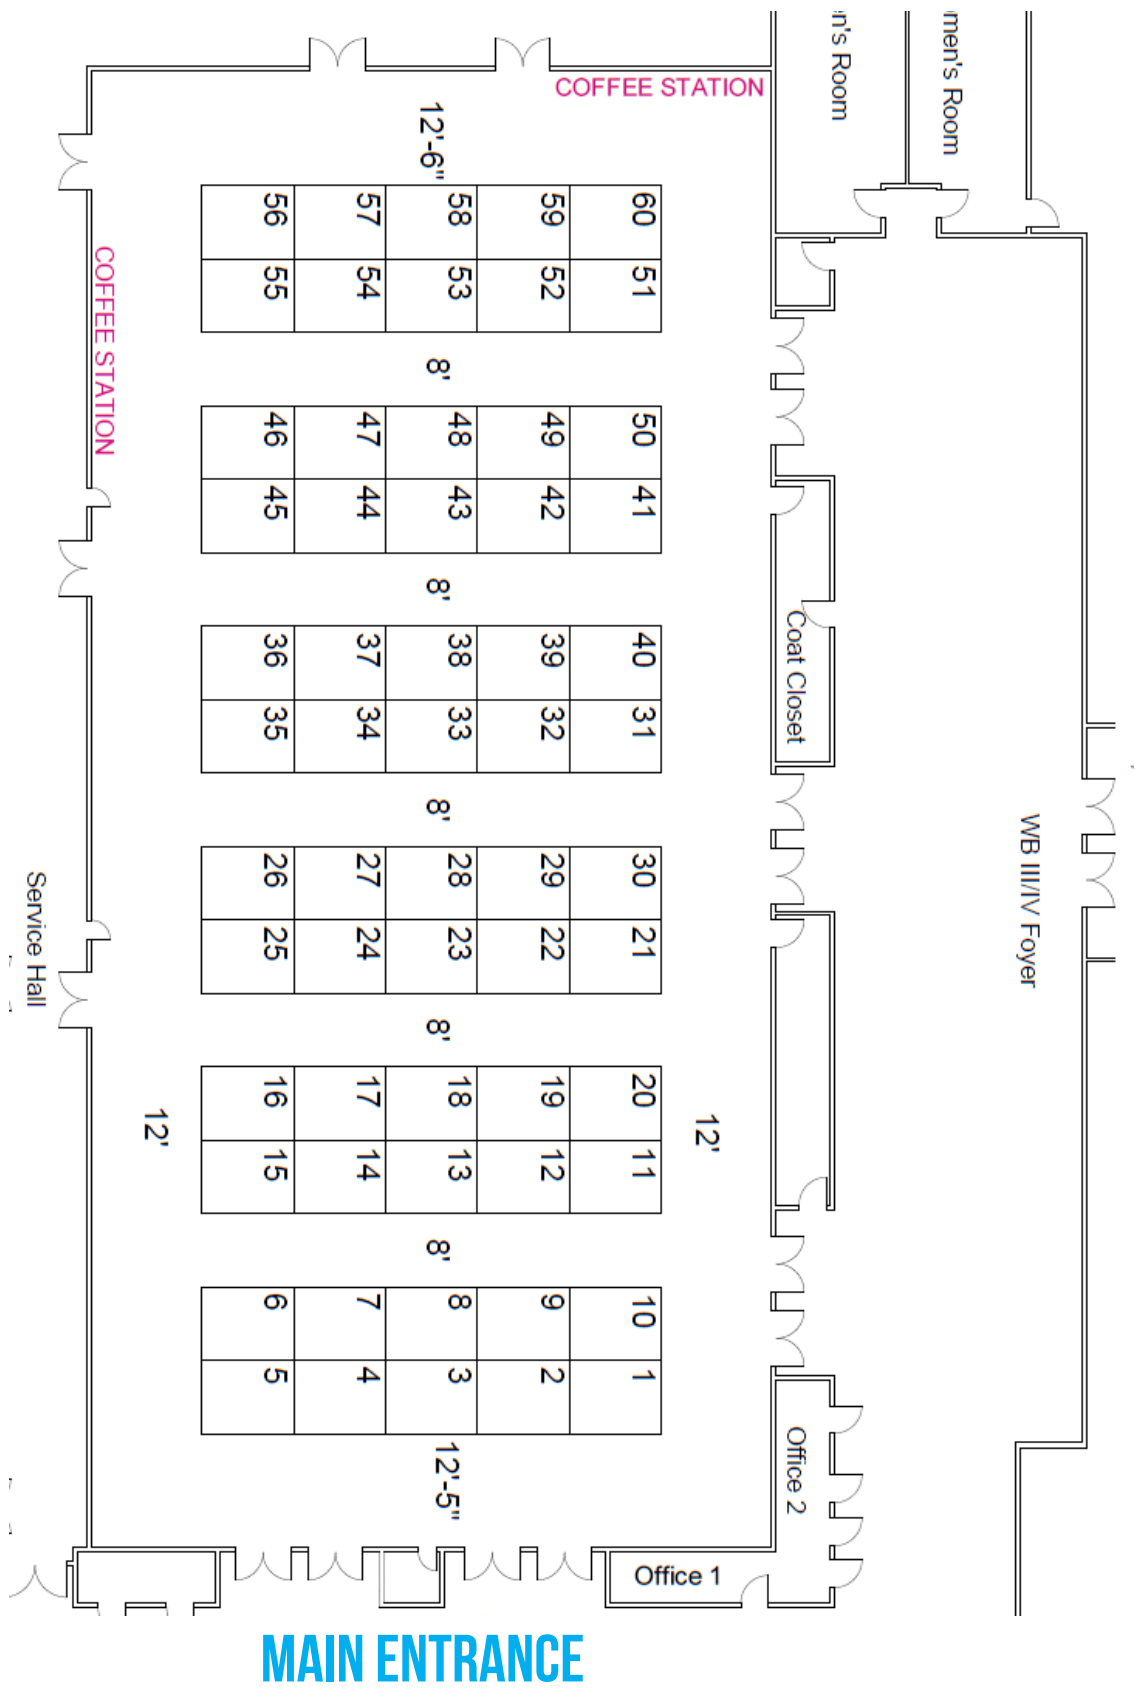 COFFEE STATION
n's Room
men's Room
12'-6"
56 57 58 59 60
55 54 53 52 51
COFFEE STATION
8'
46 47 48 49 50
45 44 43 42 41
8'
36 37 38 39 40
35 34 33 32 31
Coat Closet
8'
26 27 28 29 30
25 24 23 22 21
WB III/IV Foyer
Service Hall
8'
16 17 18 19 20
15 14 13 12 11
12'
12'
8'
6 7 8 9 10
5 4 3 2 1
12'-5"
Office 2
Office 1
MAIN ENTRANCE